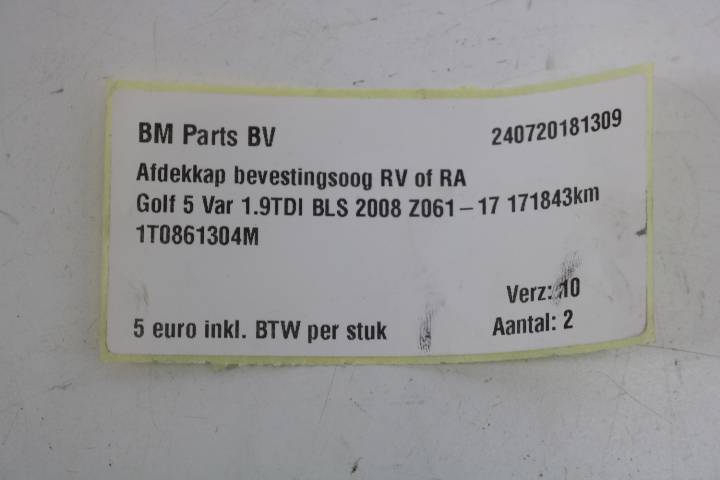 BM Parts BV 240720181309
Afdekkap bevestingsoog RV of RA
Golf 5 Var 1.9TDI BLS 2008 Z061-17 171843km
1T0861304M
Verz: 10
5 euro inkl. BTW per stuk Aantal: 2